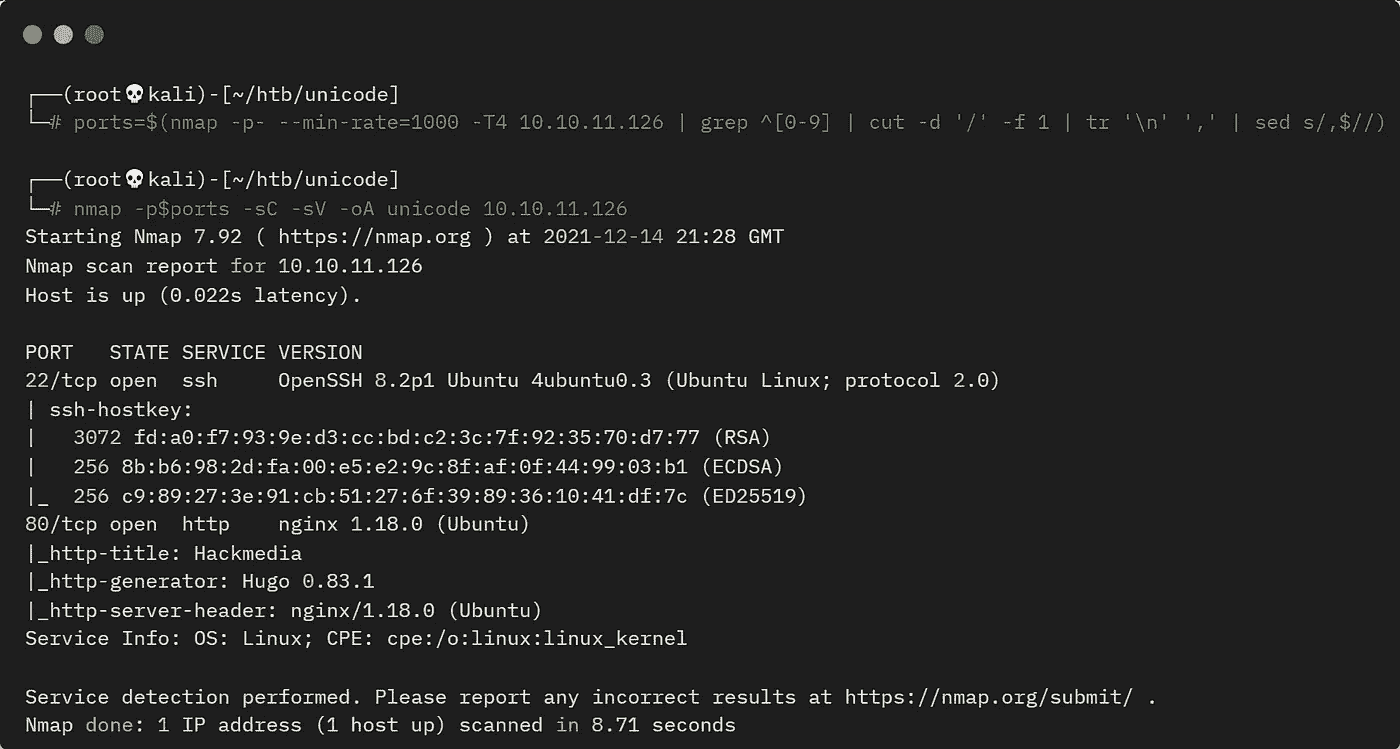 ┌──(root💀kali)-[~/htb/unicode]
└─# ports=$(nmap -p- --min-rate=1000 -T4 10.10.11.126 | grep ^[0-9] | cut -d '/' -f 1 | tr '\n' ',' | sed s/,$//)
┌──(root💀kali)-[~/htb/unicode]
└─# nmap -p$ports -sC -sV -oA unicode 10.10.11.126
Starting Nmap 7.92 ( https://nmap.org ) at 2021-12-14 21:28 GMT
Nmap scan report for 10.10.11.126
Host is up (0.022s latency).
PORT   STATE SERVICE VERSION
22/tcp open  ssh     OpenSSH 8.2p1 Ubuntu 4ubuntu0.3 (Ubuntu Linux; protocol 2.0)
| ssh-hostkey:
|   3072 fd:a0:f7:93:9e:d3:cc:bd:c2:3c:7f:92:35:70:d7:77 (RSA)
|   256 8b:b6:98:2d:fa:00:e5:e2:9c:8f:af:0f:44:99:03:b1 (ECDSA)
|_  256 c9:89:27:3e:91:cb:51:27:6f:39:89:36:10:41:df:7c (ED25519)
80/tcp open  http    nginx 1.18.0 (Ubuntu)
|_http-title: Hackmedia
|_http-generator: Hugo 0.83.1
|_http-server-header: nginx/1.18.0 (Ubuntu)
Service Info: OS: Linux; CPE: cpe:/o:linux:linux_kernel
Service detection performed. Please report any incorrect results at https://nmap.org/submit/ .
Nmap done: 1 IP address (1 host up) scanned in 8.71 seconds